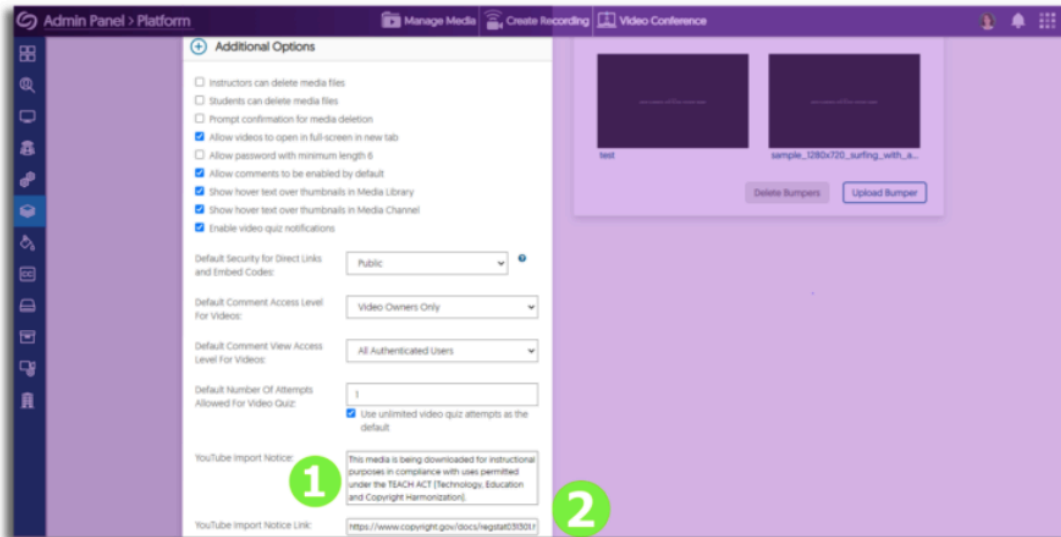 Admin Panel > Platform
Manage Media
Create Recording
Video Conference
Additional Options
Instructors can delete media files
Students can delete media files
Prompt confirmation for media deletion
Allow videos to open in full-screen in new tab
Allow password with minimum length 6
Allow comments to be enabled by default
Show hover text over thumbnails in Media Library
Show hover text over thumbnails in Media Channel
Enable video quiz notifications
Default Security for Direct Links
and Embed Codes:
Public
Default Comment Access Level
For Videos:
Video Owners Only
Default Comment View Access
Level For Videos:
All Authenticated Users
Default Number Of Attempts
Allowed For Video Quiz:
1
Use unlimited video quiz attempts as the
default
YouTube Import Notice:
This media is being downloaded for instructional
purposes in compliance with uses permitted
under the TEACH ACT [Technology, Education
and Copyright Harmonization].
1
YouTube Import Notice Link:
https://www.copyright.gov/docs/regstat031301.h
2
test
sample_1280x720_surfing_with_a...
Delete Bumpers
Upload Bumper
CC